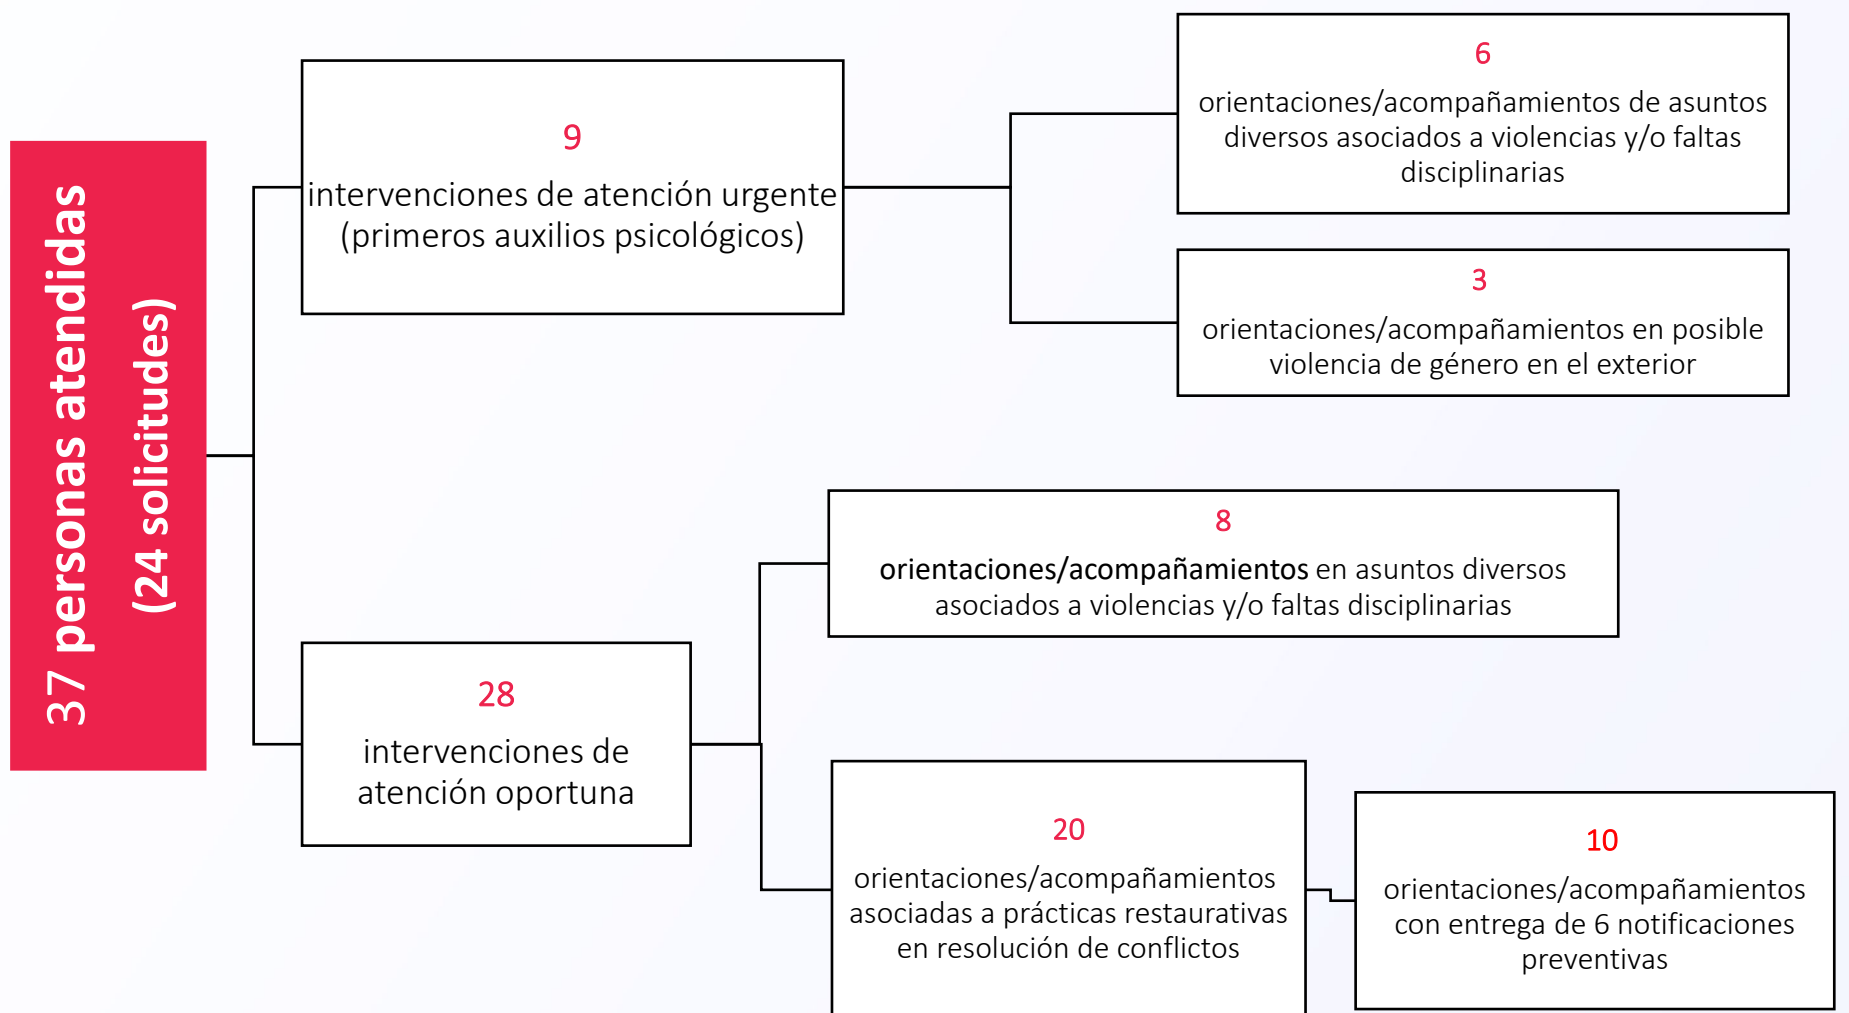 37 personas atendidas
(24 solicitudes)
9
intervenciones de atención urgente
(primeros auxilios psicológicos)
6
orientaciones/acompañamientos de asuntos
diversos asociados a violencias y/o faltas
disciplinarias
3
orientaciones/acompañamientos en posible
violencia de género en el exterior
28
intervenciones de
atención oportuna
8
orientaciones/acompañamientos en asuntos diversos
asociados a violencias y/o faltas disciplinarias
20
orientaciones/acompañamientos
asociadas a prácticas restaurativas
en resolución de conflictos
10
orientaciones/acompañamientos
con entrega de 6 notificaciones
preventivas